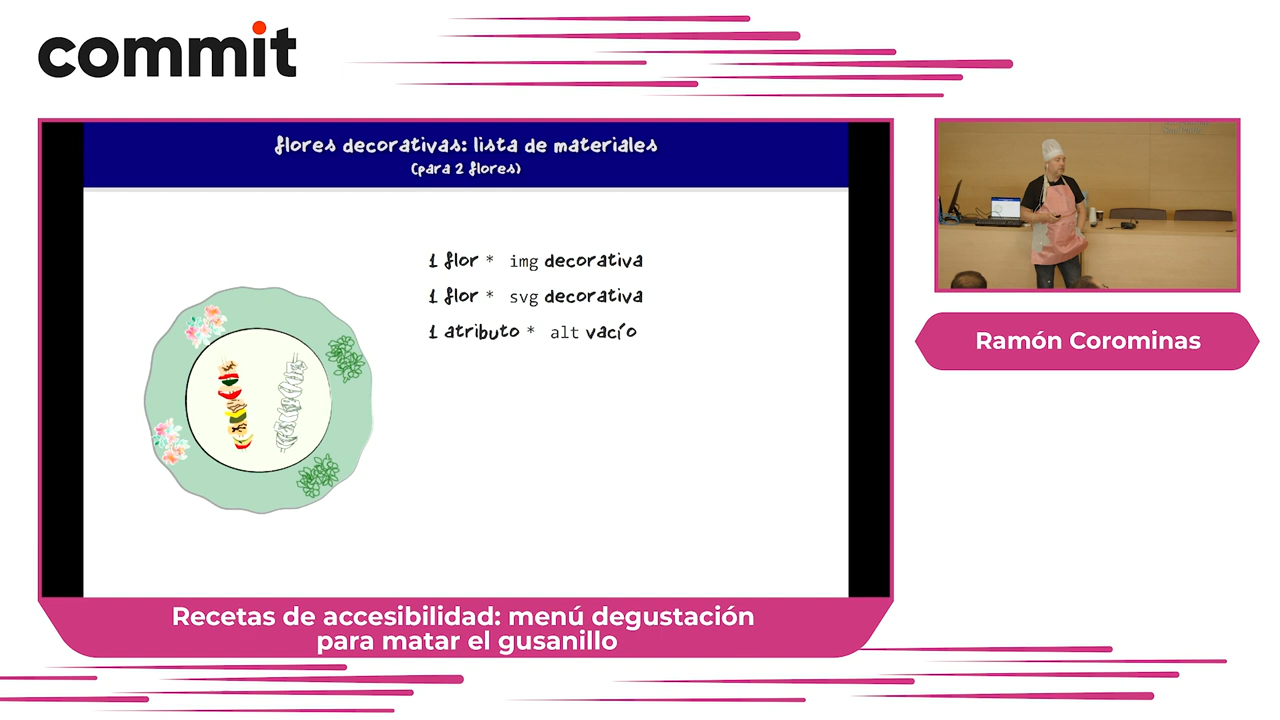 commit
flores decorativas: lista de materiales
(para 2 flores)
1 flor * img decorativa
1 flor * svg decorativa
1 atributo * alt vacío
Ramón Corominas
Recetas de accesibilidad: menú degustación
para matar el gusanillo